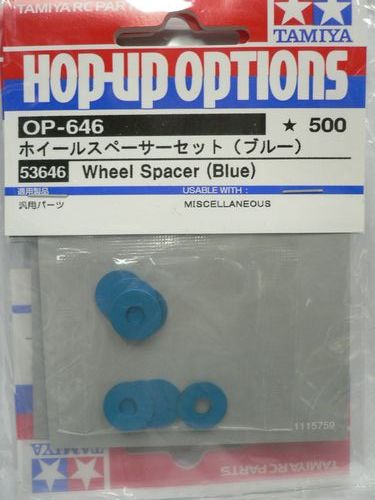 TAMIYA RC PARTS
TAMIYA
HOP-UP OPTIONS
OP-646
★ 500
ホイールスペーサーセット（ブルー）
53646 Wheel Spacer (Blue)
適用製品
USABLE WITH :
汎用パーツ
MISCELLANEOUS
1115759
TAMIYA
TAMIYA RC PARTS
TAMIYA